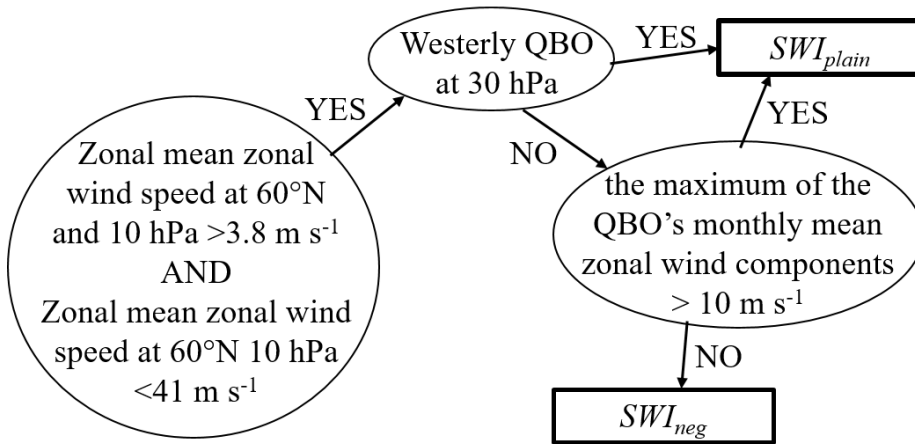 Westerly QBO
at 30 hPa
YES
SWI_plain
YES
Zonal mean zonal
wind speed at 60°N
and 10 hPa >3.8 m s⁻¹
AND
Zonal mean zonal wind
speed at 60°N 10 hPa
<41 m s⁻¹
NO
YES
the maximum of the
QBO’s monthly mean
zonal wind components
> 10 m s⁻¹
NO
SWI_neg